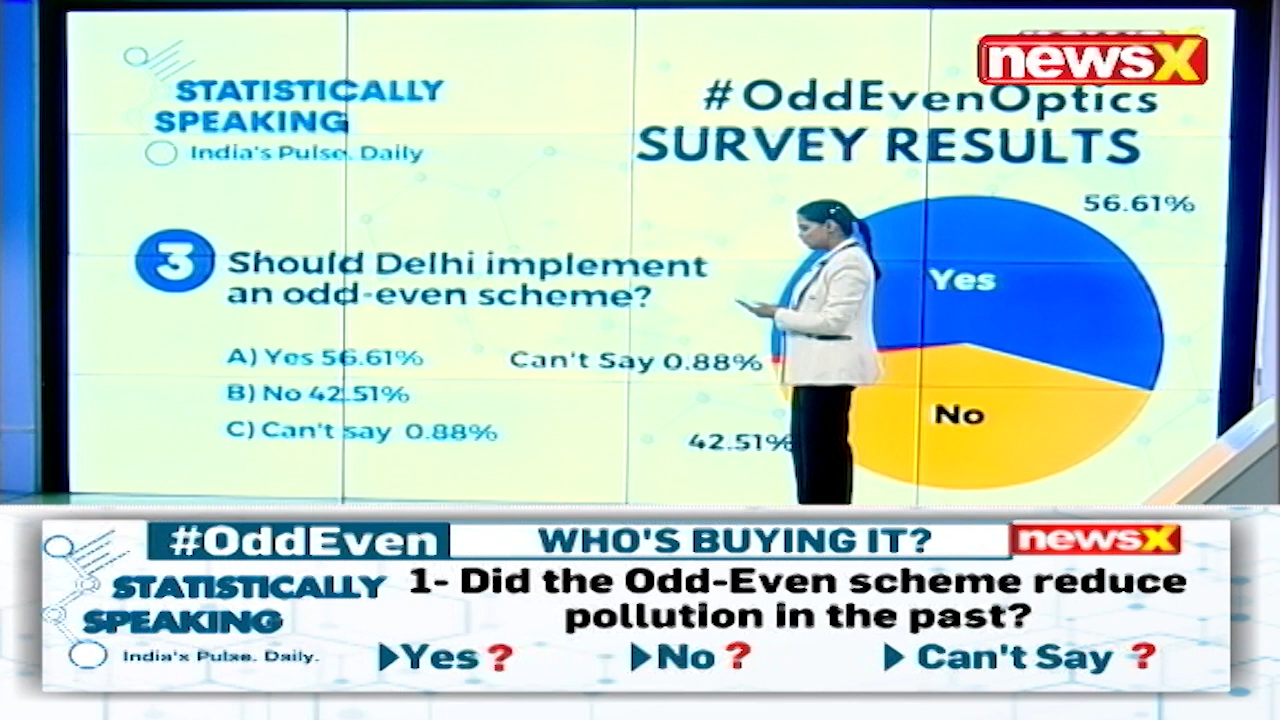 STATISTICALLY
SPEAKING
India's Pulse. Daily
newsX
#OddEvenOptics
SURVEY RESULTS
3 Should Delhi implement
an odd-even scheme?
A) Yes 56.61%
B) No 42.51%
C) Can't say 0.88%
56.61%
Yes
Can't Say 0.88%
No
42.51%
#OddEven WHO'S BUYING IT? newsX
STATISTICALLY
SPEAKING
India's Pulse. Daily.
1- Did the Odd-Even scheme reduce
pollution in the past?
Yes ? No ? Can't Say ?